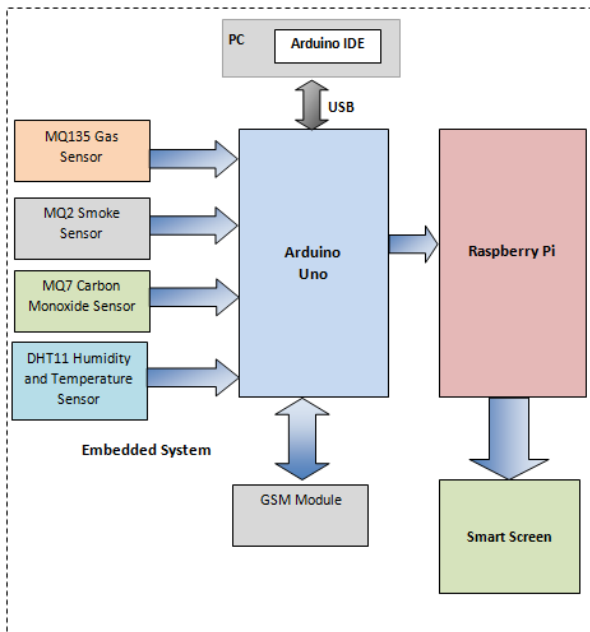 PC
Arduino IDE
USB
MQ135 Gas
Sensor
MQ2 Smoke
Sensor
MQ7 Carbon
Monoxide Sensor
DHT11 Humidity
and Temperature
Sensor
Arduino
Uno
Raspberry Pi
Embedded System
GSM Module
Smart Screen